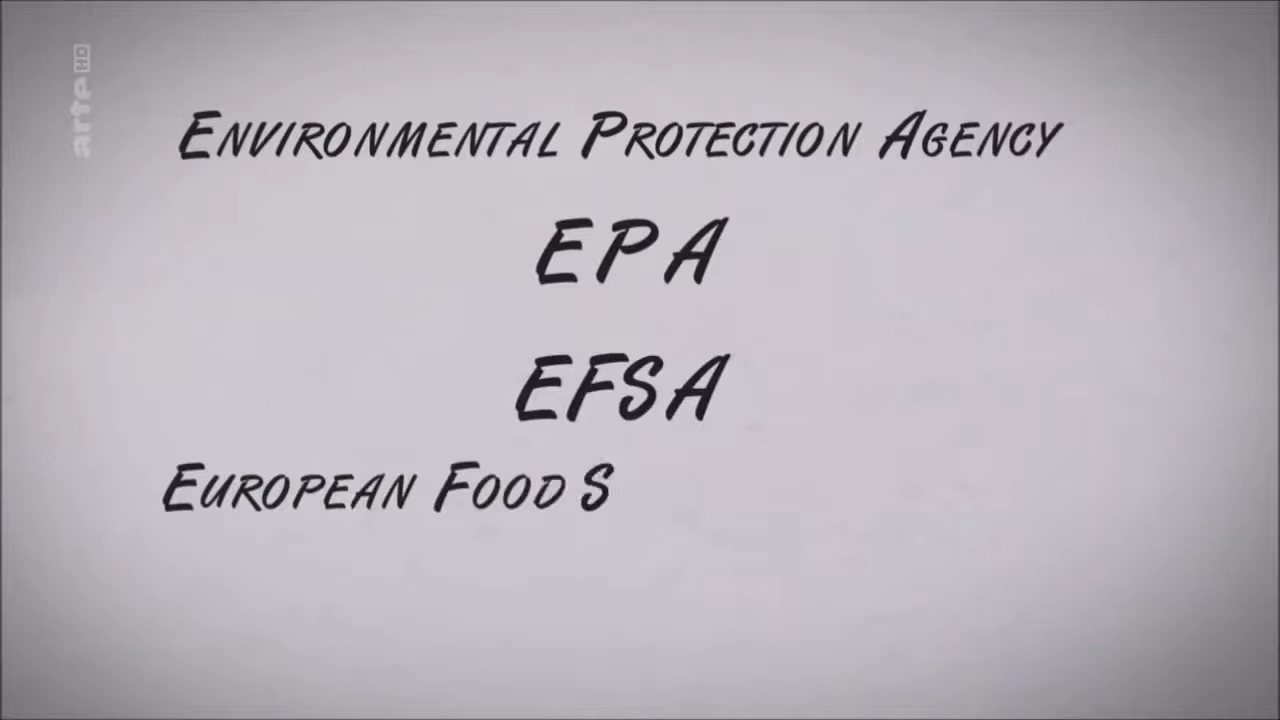 arte HD
ENVIRONMENTAL PROTECTION AGENCY
EPA
EFSA
EUROPEAN FOOD S